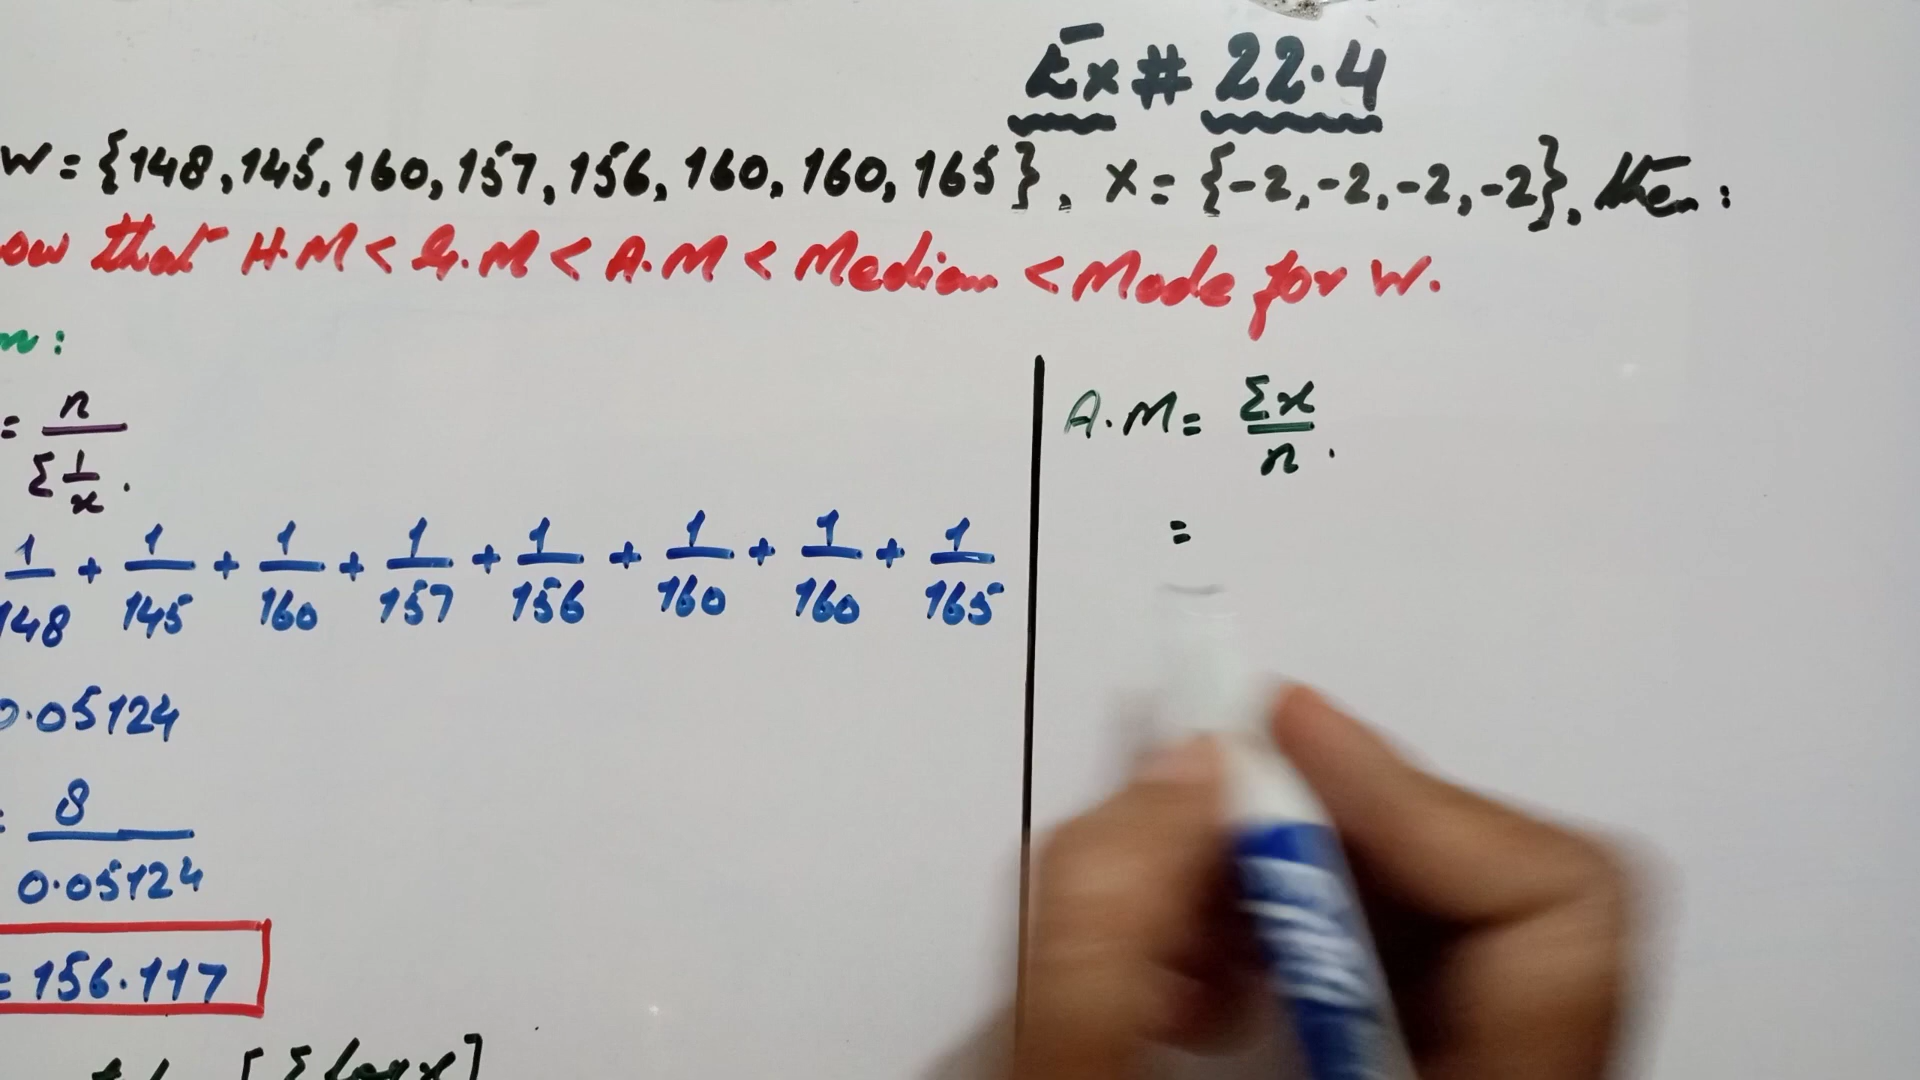 Ex # 22.4
W = {148, 145, 160, 157, 156, 160, 160, 165}, X = {-2, -2, -2, -2}, then:
ow that H.M < G.M < A.M < Median < Mode for W.
n:
= n / Σ 1/x .
1/148 + 1/145 + 1/160 + 1/157 + 1/156 + 1/160 + 1/160 + 1/165
0.05124
= 8 / 0.05124
= 156.117
[Σ log x]
A.M = Σx / n .
=